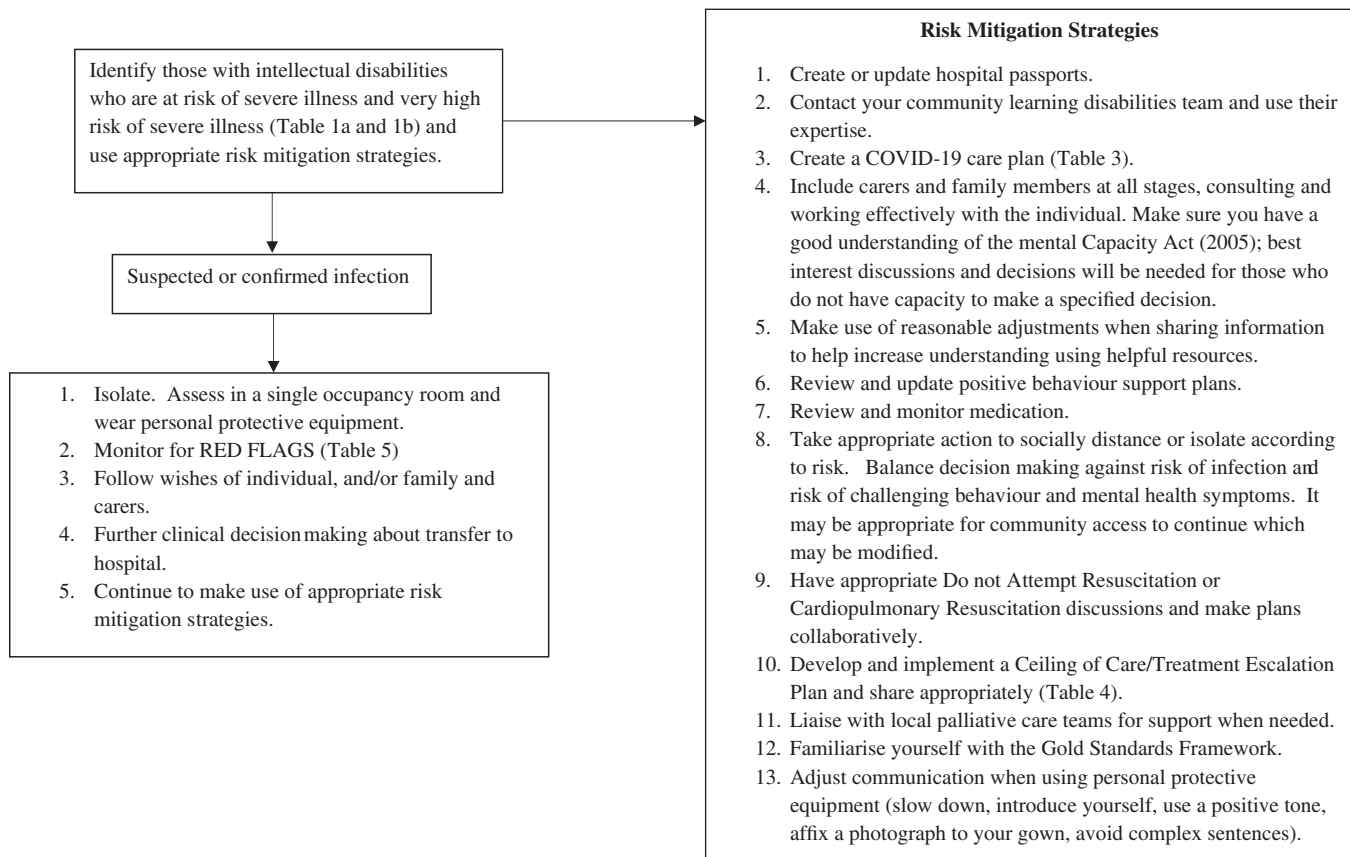 Identify those with intellectual disabilities
who are at risk of severe illness and very high
risk of severe illness (Table 1a and 1b) and
use appropriate risk mitigation strategies.
Suspected or confirmed infection
1. Isolate. Assess in a single occupancy room and
wear personal protective equipment.
2. Monitor for RED FLAGS (Table 5)
3. Follow wishes of individual, and/or family and
carers.
4. Further clinical decision making about transfer to
hospital.
5. Continue to make use of appropriate risk
mitigation strategies.
Risk Mitigation Strategies
1. Create or update hospital passports.
2. Contact your community learning disabilities team and use their
expertise.
3. Create a COVID-19 care plan (Table 3).
4. Include carers and family members at all stages, consulting and
working effectively with the individual. Make sure you have a
good understanding of the mental Capacity Act (2005); best
interest discussions and decisions will be needed for those who
do not have capacity to make a specified decision.
5. Make use of reasonable adjustments when sharing information
to help increase understanding using helpful resources.
6. Review and update positive behaviour support plans.
7. Review and monitor medication.
8. Take appropriate action to socially distance or isolate according
to risk. Balance decision making against risk of infection and
risk of challenging behaviour and mental health symptoms. It
may be appropriate for community access to continue which
may be modified.
9. Have appropriate Do not Attempt Resuscitation or
Cardiopulmonary Resuscitation discussions and make plans
collaboratively.
10. Develop and implement a Ceiling of Care/Treatment Escalation
Plan and share appropriately (Table 4).
11. Liaise with local palliative care teams for support when needed.
12. Familiarise yourself with the Gold Standards Framework.
13. Adjust communication when using personal protective
equipment (slow down, introduce yourself, use a positive tone,
affix a photograph to your gown, avoid complex sentences).